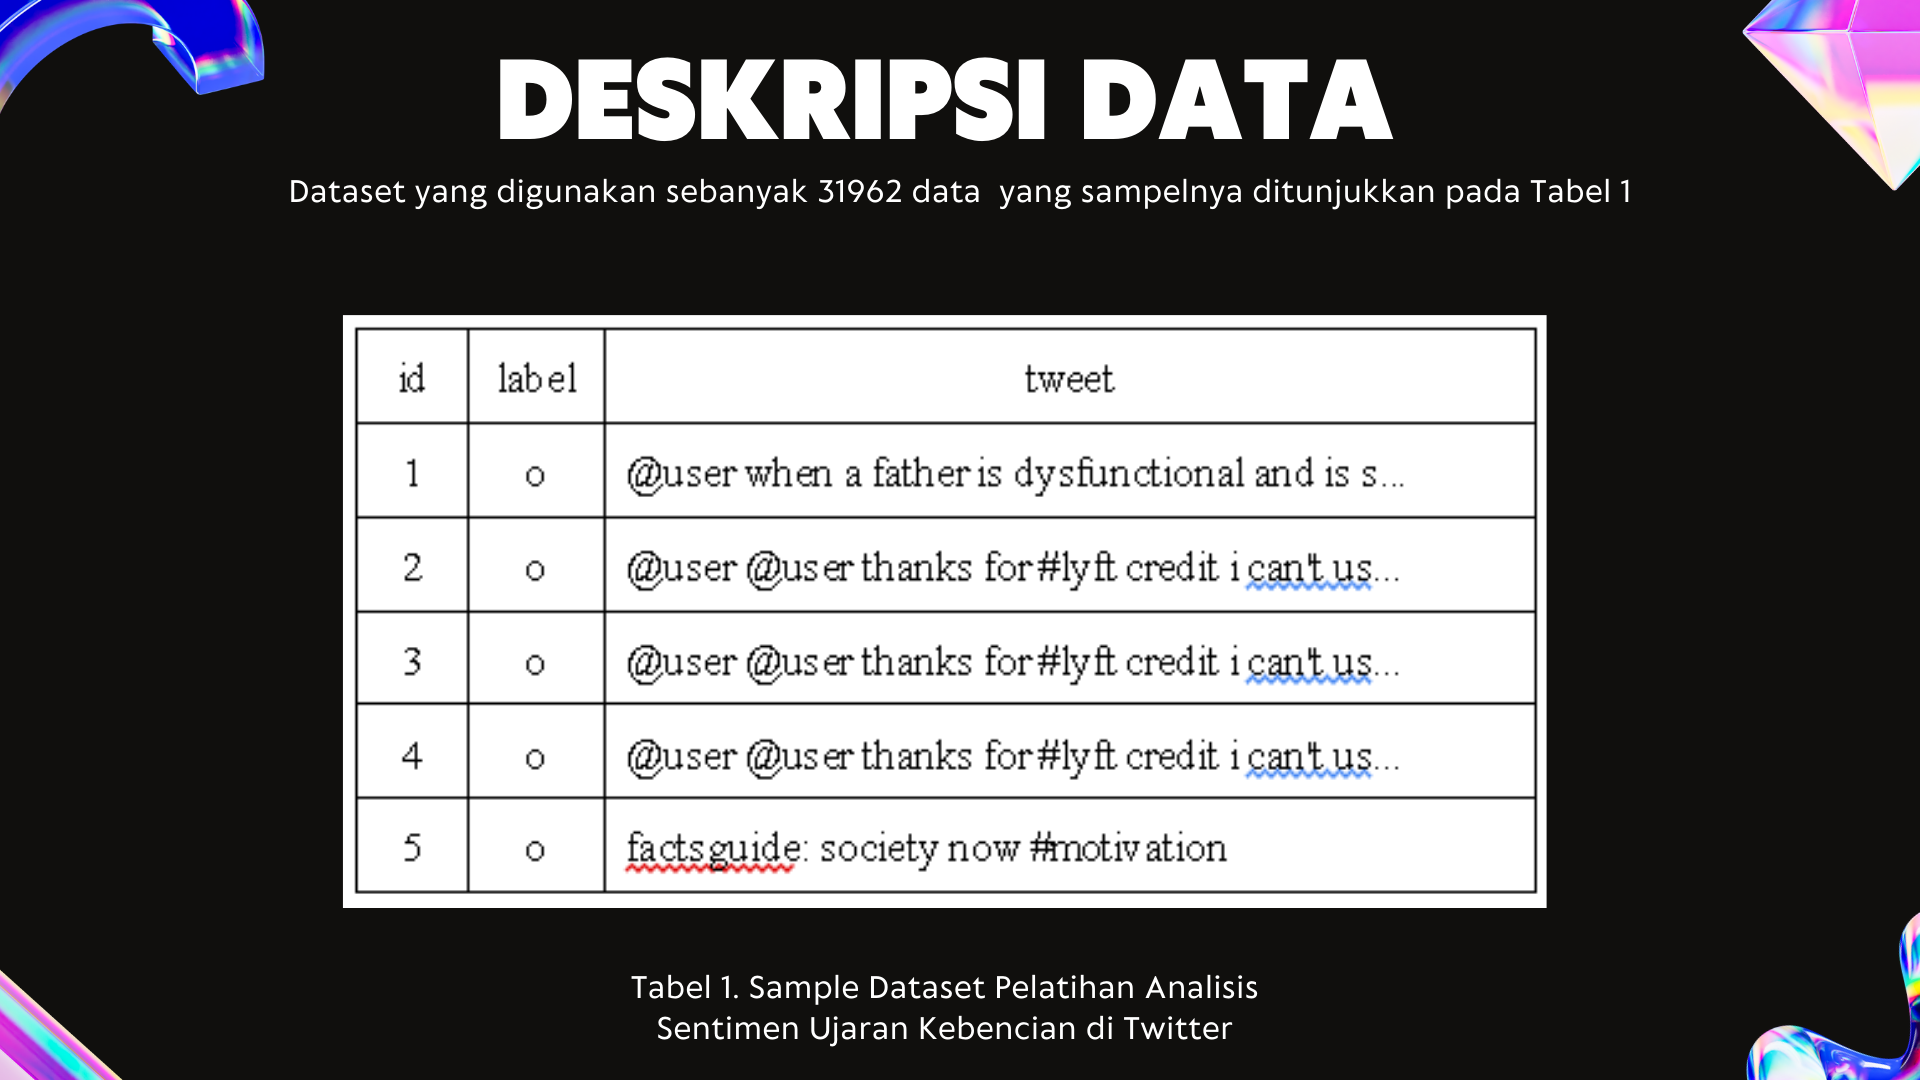 DESKRIPSI DATA
Dataset yang digunakan sebanyak 31962 data yang sampelnya ditunjukkan pada Tabel 1
id label tweet
1 0 @user when a father is dysfunctional and is s...
2 0 @user @user thanks for #lyft credit i can't us...
3 0 @user @user thanks for #lyft credit i can't us...
4 0 @user @user thanks for #lyft credit i can't us...
5 0 factsguide: society now #motivation
Tabel 1. Sample Dataset Pelatihan Analisis
Sentimen Ujaran Kebencian di Twitter